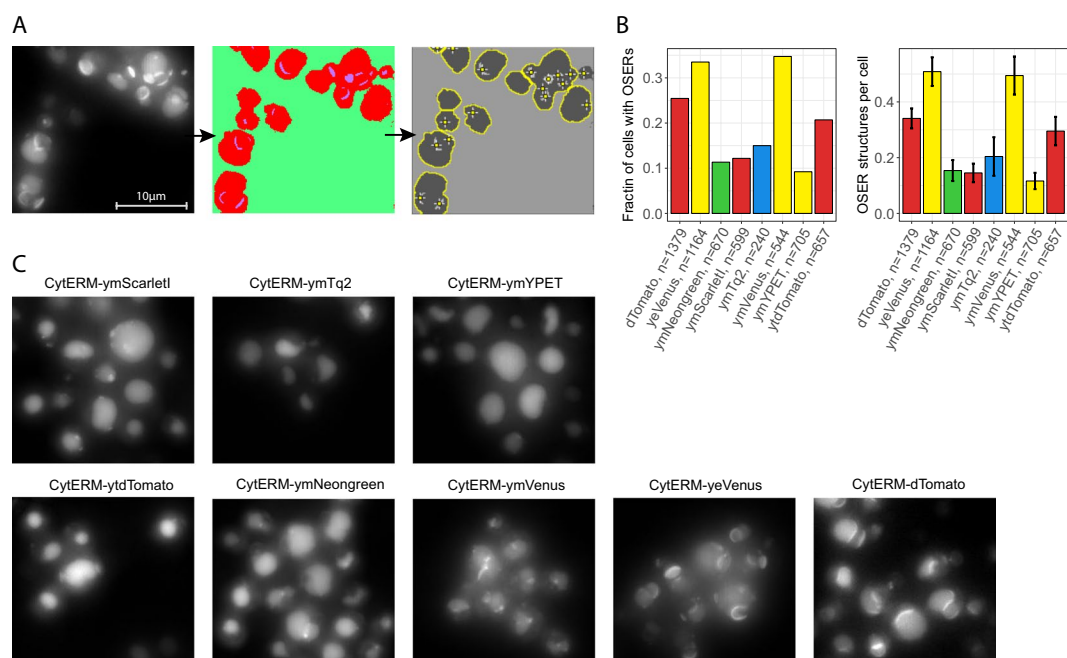 A
10µm
B
Fractin of cells with OSERs
0.3
0.2
0.1
0.0
dTomato, n=1379
yeVenus, n=1164
ymNeongreen, n=670
ymScarletI, n=599
ymTq2, n=240
ymVenus, n=544
ymYPET, n=705
ytdTomato, n=657
OSER structures per cell
0.4
0.2
0.0
dTomato, n=1379
yeVenus, n=1164
ymNeongreen, n=670
ymScarletI, n=599
ymTq2, n=240
ymVenus, n=544
ymYPET, n=705
ytdTomato, n=657
C
CytERM-ymScarletI
CytERM-ymTq2
CytERM-ymYPET
CytERM-ytdTomato
CytERM-ymNeongreen
CytERM-ymVenus
CytERM-yeVenus
CytERM-dTomato